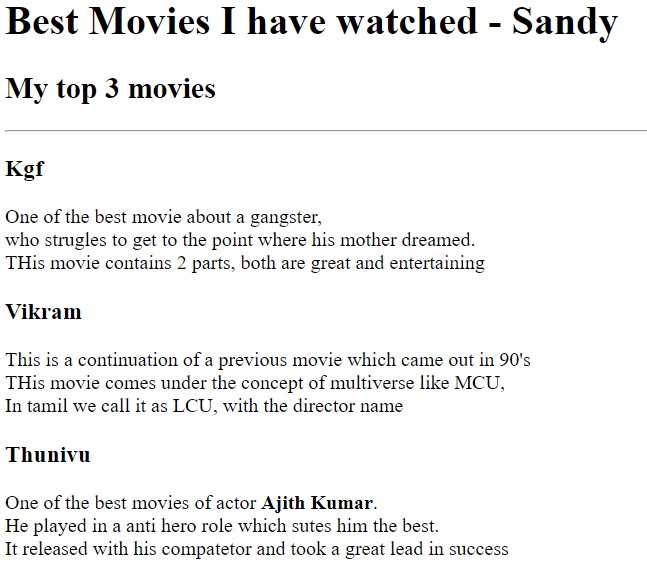 Best Movies I have watched - Sandy
My top 3 movies
Kgf
One of the best movie about a gangster,
who strugles to get to the point where his mother dreamed.
THis movie contains 2 parts, both are great and entertaining
Vikram
This is a continuation of a previous movie which came out in 90's
THis movie comes under the concept of multiverse like MCU,
In tamil we call it as LCU, with the director name
Thunivu
One of the best movies of actor Ajith Kumar.
He played in a anti hero role which sutes him the best.
It released with his compatetor and took a great lead in success